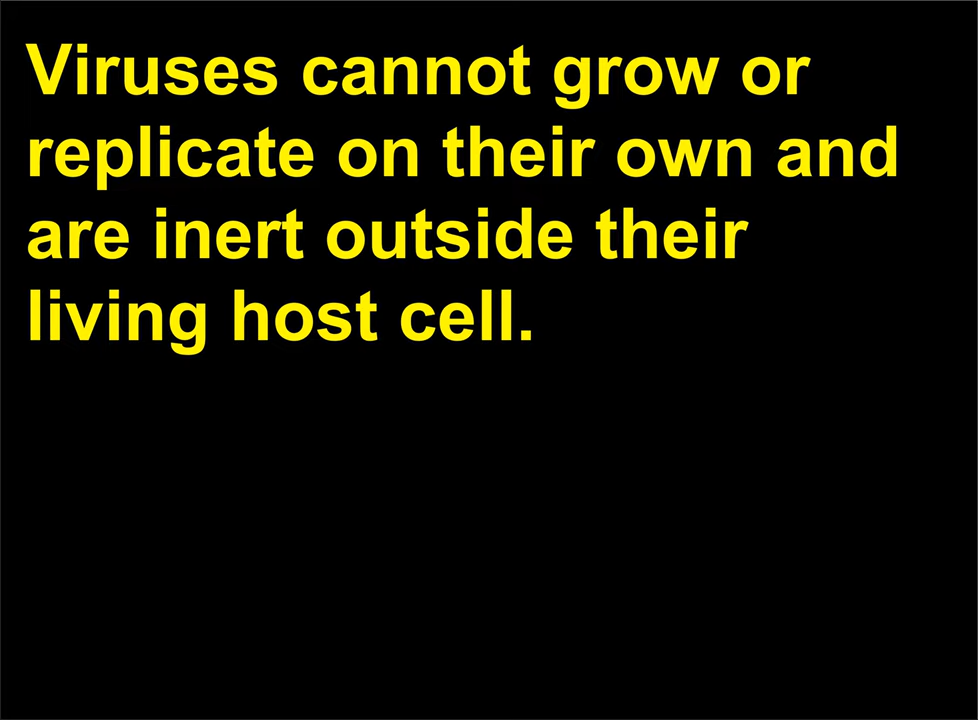 Viruses cannot grow or
replicate on their own and
are inert outside their
living host cell.